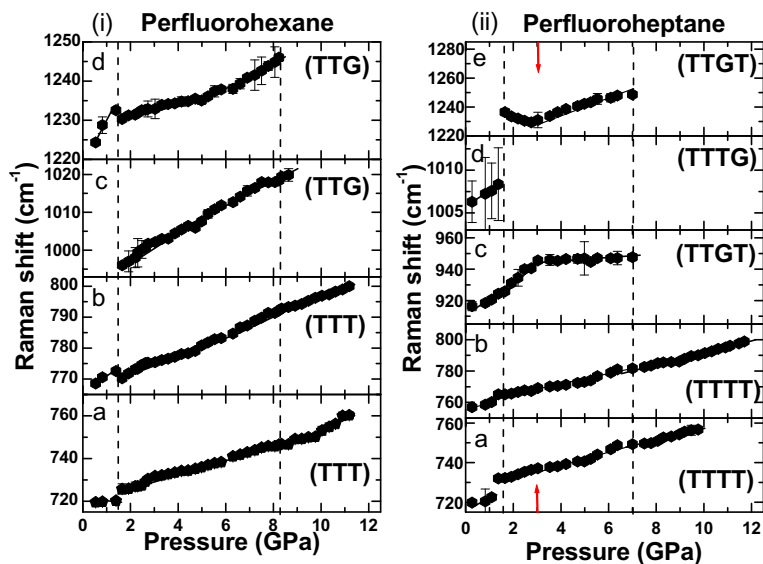 (i) Perfluorohexane
Raman shift (cm⁻¹)
d
(TTG)
1250
1240
1230
1220
c
(TTG)
1020
1010
1000
b
(TTT)
800
790
780
770
a
(TTT)
760
740
720
0 2 4 6 8 10 12
Pressure (GPa)
(ii) Perfluoroheptane
Raman shift (cm⁻¹)
e
(TTGT)
1280
1260
1240
1220
d
(TTTG)
1010
1005
c
(TTGT)
960
940
920
b
(TTTT)
800
780
760
a
(TTTT)
760
740
720
0 2 4 6 8 10 12
Pressure (GPa)